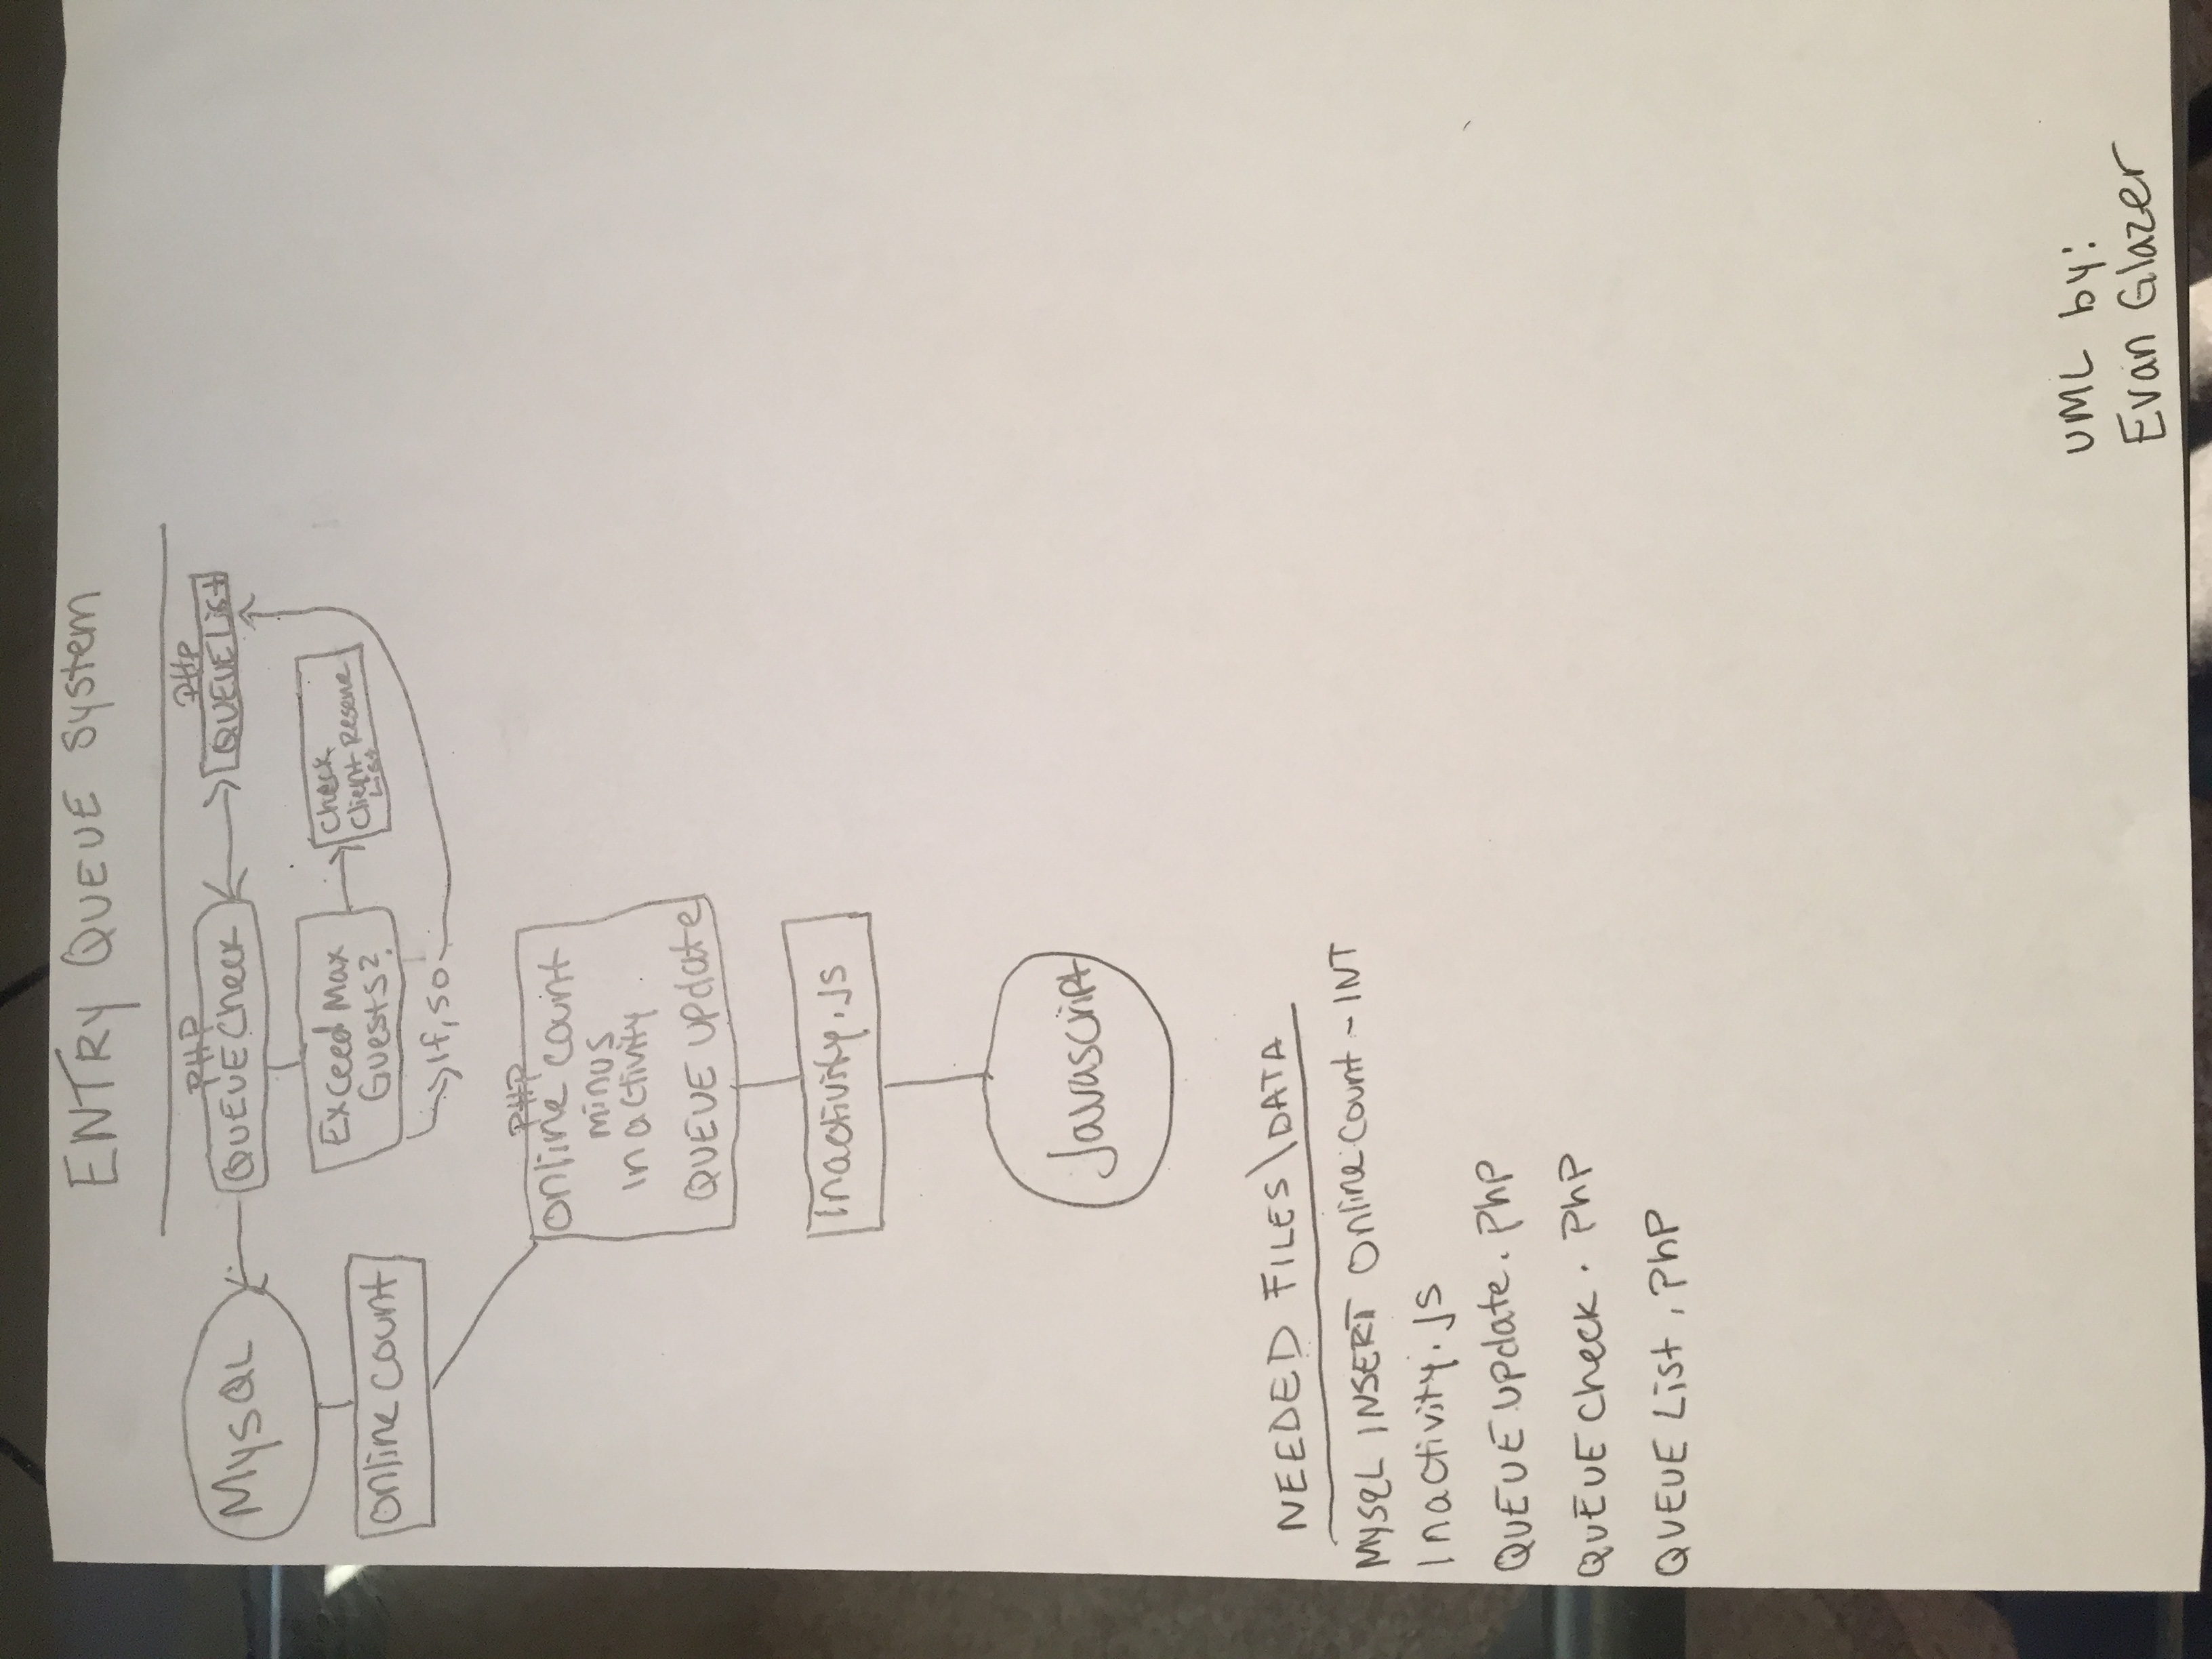 ENTRY QUEUE System
PHP
PHP
MySQL
QUEUE Check
QUEUE List
Exceed Max
Guests?
Check
Client Reserve
List
Online count
If, so
PHP
Online count
minus
Inactivity
QUEUE Update
Inactivity.js
Javascript
NEEDED FILES\DATA
MYSQL INSERT Online count - INT
Inactivity.js
QUEUE Update.php
QUEUE Check.php
QUEUE List.php
UML by:
Evan Glazer